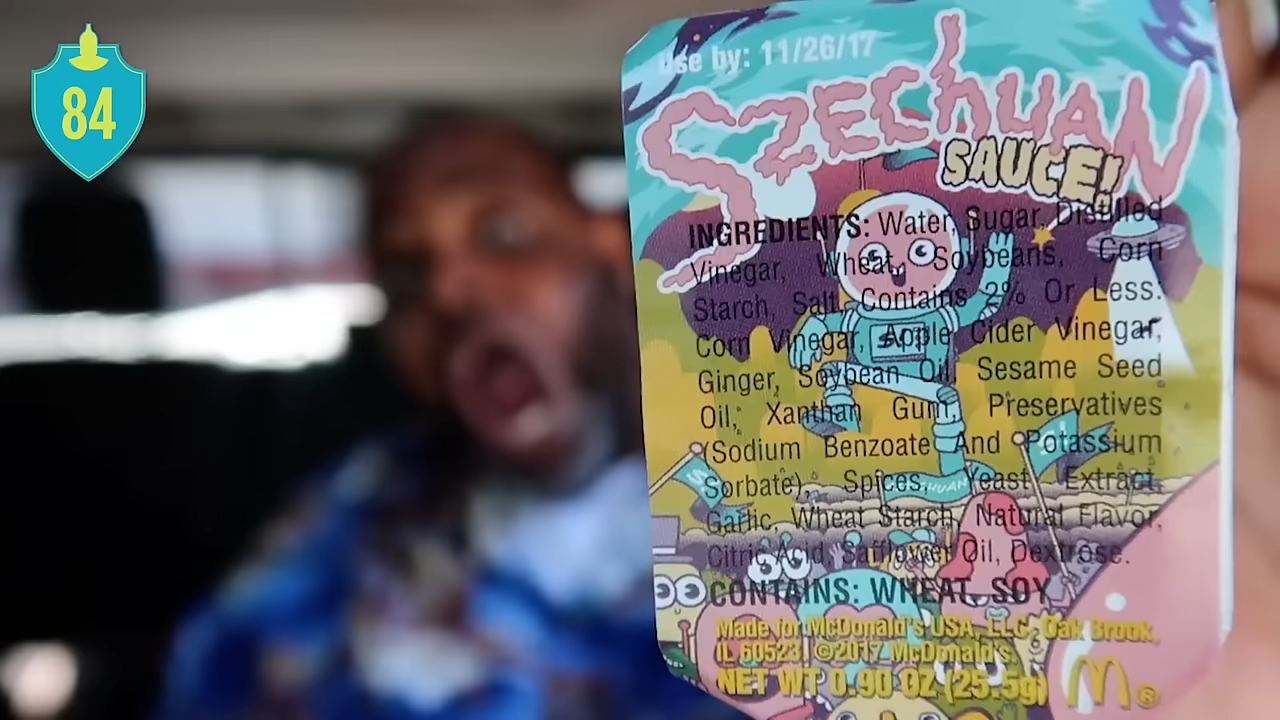 84
Use by: 11/26/17
SZECHUAN
SAUCE!
INGREDIENTS: Water, Sugar, Distilled
Vinegar, Wheat, Soybeans, Corn
Starch, Salt, Contains 2% Or Less:
Corn Vinegar, Apple Cider Vinegar,
Ginger, Soybean Oil, Sesame Seed
Oil, Xanthan Gum, Preservatives
(Sodium Benzoate And Potassium
Sorbate), Spices, Yeast Extract,
Garlic, Wheat Starch, Natural Flavor,
Citric Acid, Safflower Oil, Dextrose.
CONTAINS: WHEAT, SOY
Made for McDonald's USA, LLC, Oak Brook,
IL 60523 ©2017 McDonald's
NET WT 0.90 OZ (25.5g)